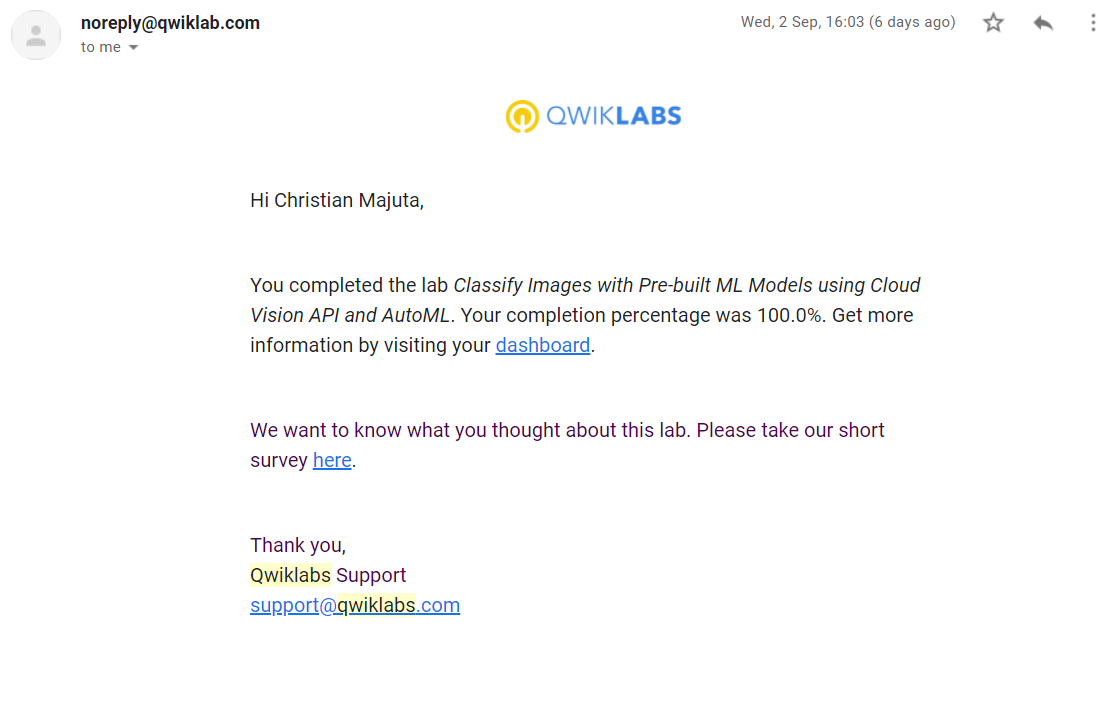 noreply@qwiklab.com
Wed, 2 Sep, 16:03 (6 days ago)
to me
QWIKLABS
Hi Christian Majuta,
You completed the lab Classify Images with Pre-built ML Models using Cloud
Vision API and AutoML. Your completion percentage was 100.0%. Get more
information by visiting your dashboard.
We want to know what you thought about this lab. Please take our short
survey here.
Thank you,
Qwiklabs Support
support@qwiklabs.com